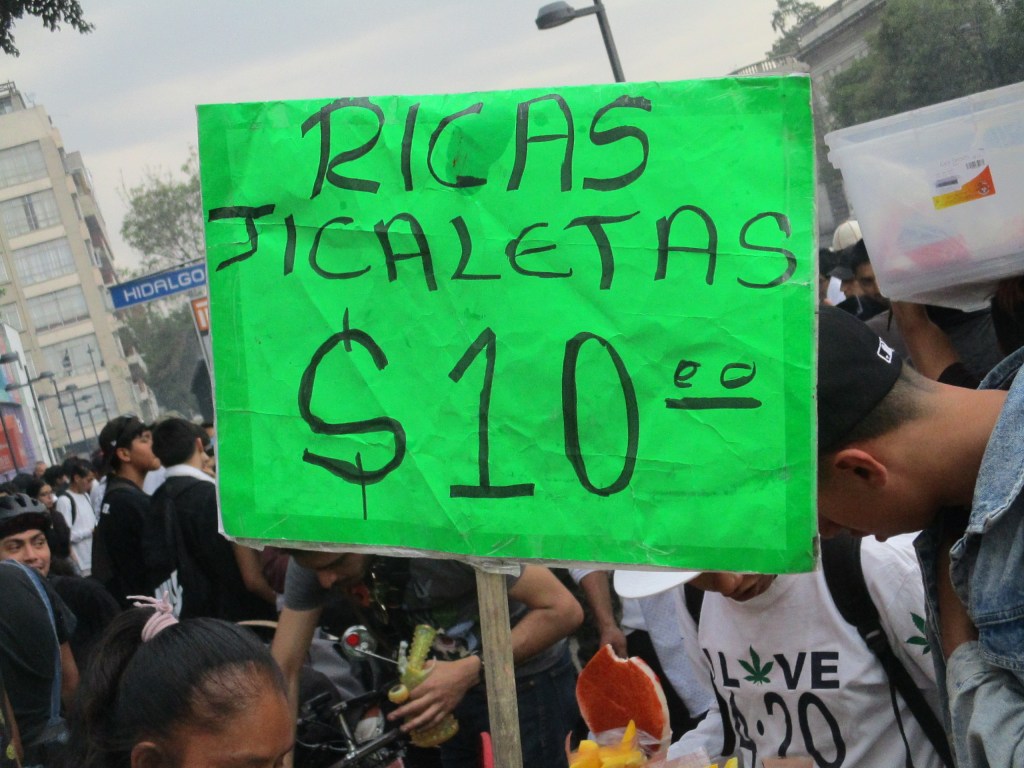 RICAS
JICALETAS
$10.00
HIDALGO
LOVE
4:20